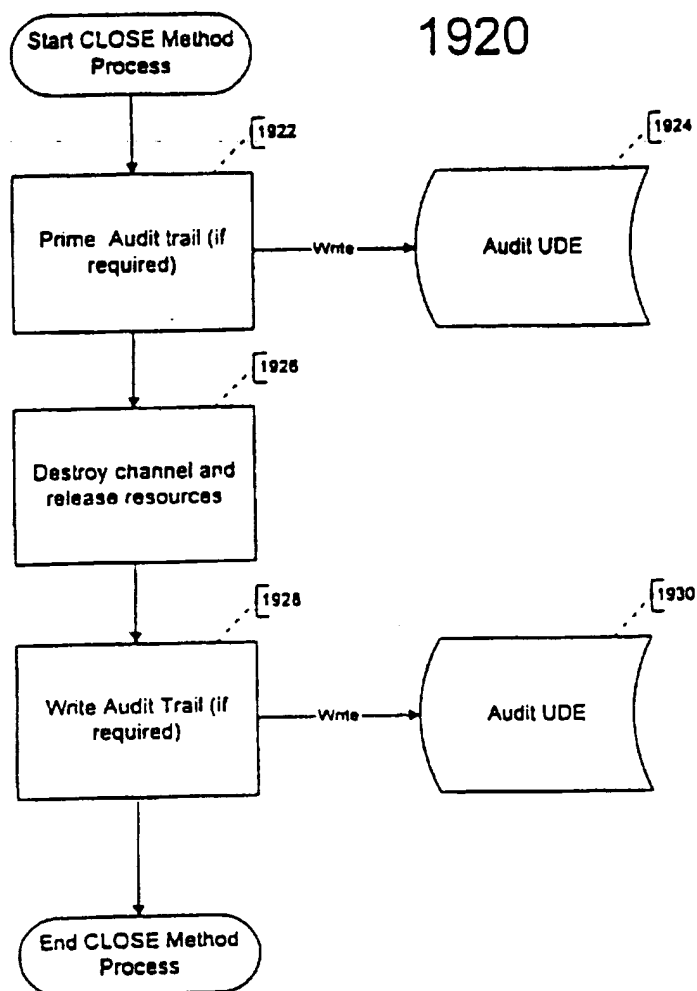 1920
Start CLOSE Method
Process
1922
1924
Prime Audit trail (if
required)
Write
Audit UDE
1926
Destroy channel and
release resources
1928
1930
Write Audit Trail (if
required)
Write
Audit UDE
End CLOSE Method
Process